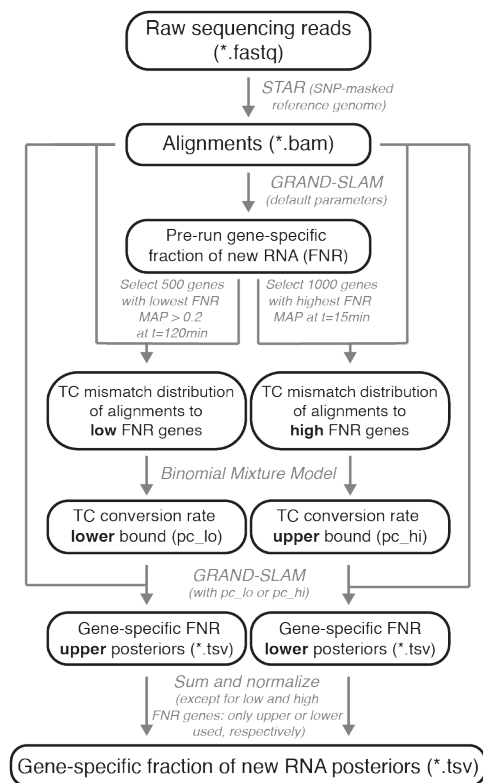 Raw sequencing reads
(*.fastq)
STAR (SNP-masked
reference genome)
Alignments (*.bam)
GRAND-SLAM
(default parameters)
Pre-run gene-specific
fraction of new RNA (FNR)
Select 500 genes
with lowest FNR
MAP > 0.2
at t=120min
Select 1000 genes
with highest FNR
MAP at t=15min
TC mismatch distribution
of alignments to
low FNR genes
TC mismatch distribution
of alignments to
high FNR genes
Binomial Mixture Model
TC conversion rate
lower bound (pc_lo)
TC conversion rate
upper bound (pc_hi)
GRAND-SLAM
(with pc_lo or pc_hi)
Gene-specific FNR
upper posteriors (*.tsv)
Gene-specific FNR
lower posteriors (*.tsv)
Sum and normalize
(except for low and high
FNR genes: only upper or lower
used, respectively)
Gene-specific fraction of new RNA posteriors (*.tsv)